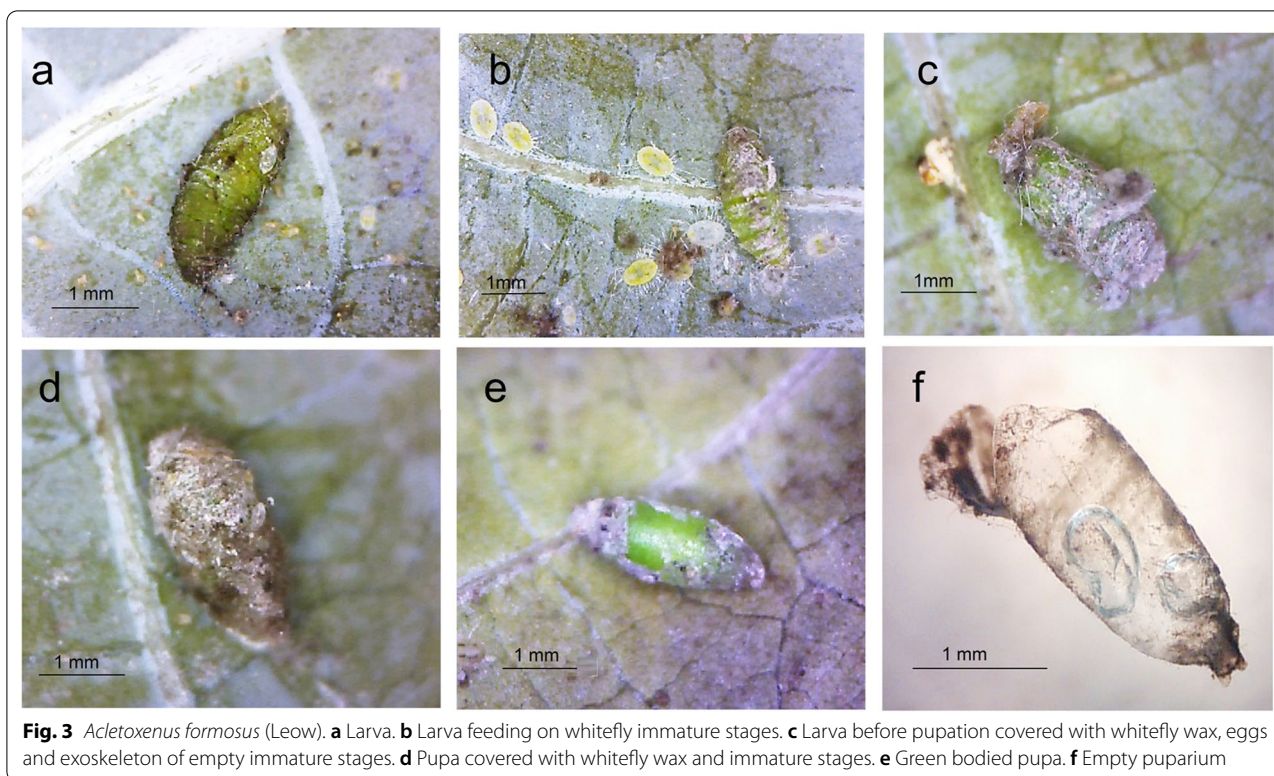 a
b
c
1 mm
1mm
1mm
d
e
f
1 mm
1 mm
1 mm
Fig. 3 Acletoxenus formosus (Leow). a Larva. b Larva feeding on whitefly immature stages. c Larva before pupation covered with whitefly wax, eggs
and exoskeleton of empty immature stages. d Pupa covered with whitefly wax and immature stages. e Green bodied pupa. f Empty puparium